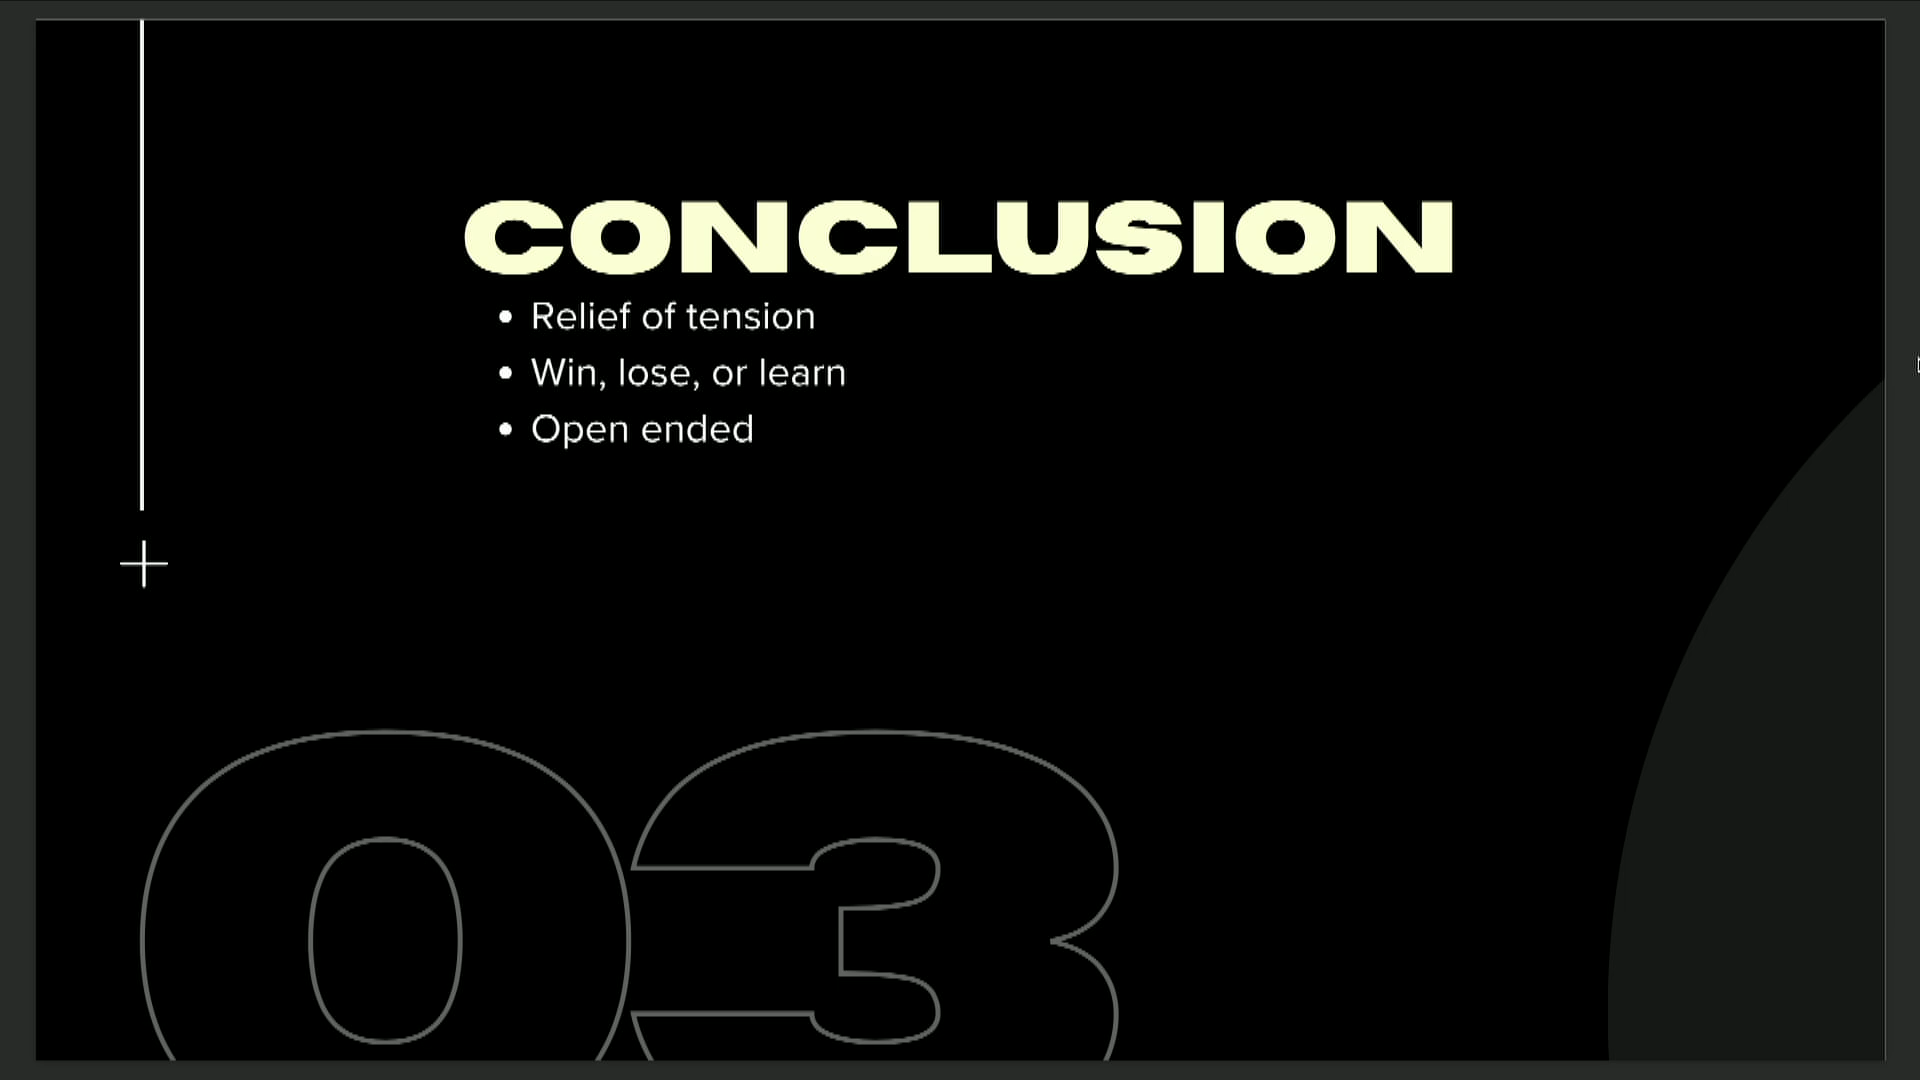 CONCLUSION
• Relief of tension
• Win, lose, or learn
• Open ended
03